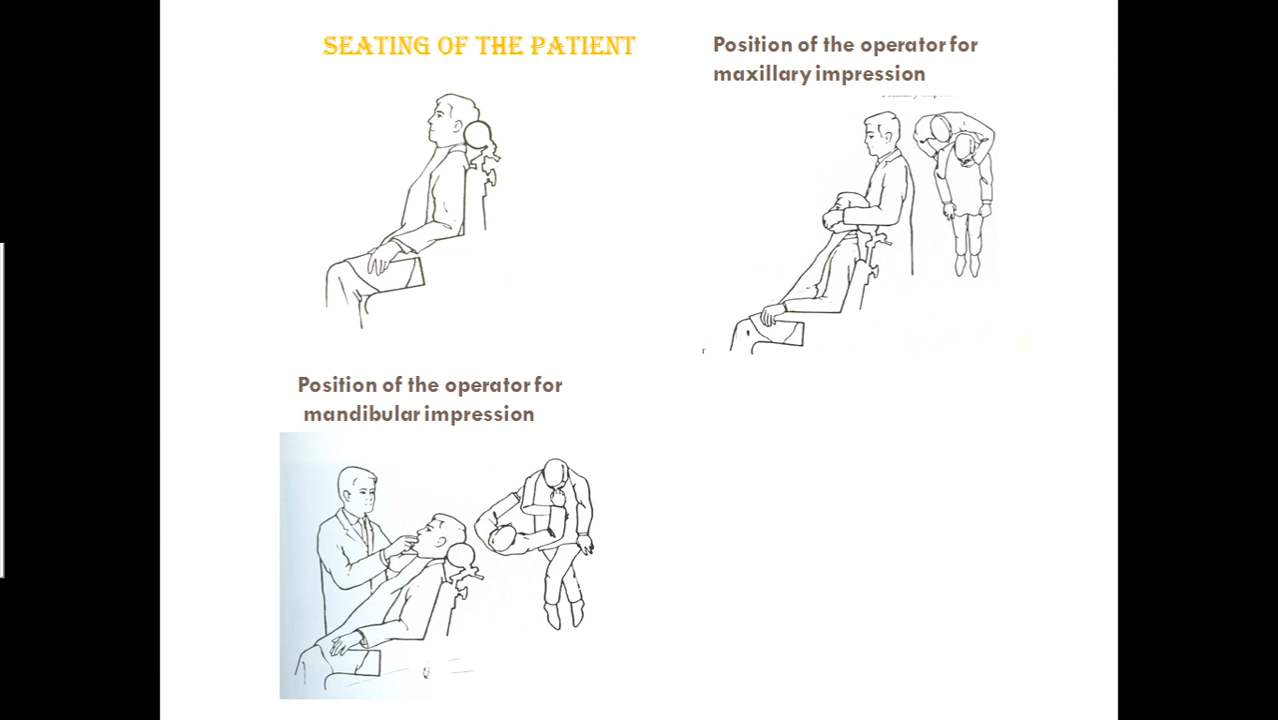 SEATING OF THE PATIENT
Position of the operator for
maxillary impression
Position of the operator for
mandibular impression